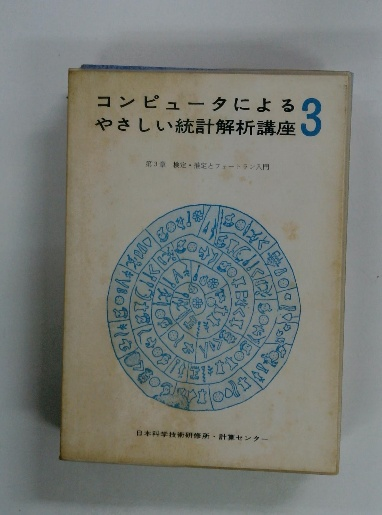 コンピュータによる
やさしい統計解析講座 3
第3章 検定・推定とフォートラン入門
日本科学技術研修所・計算センター